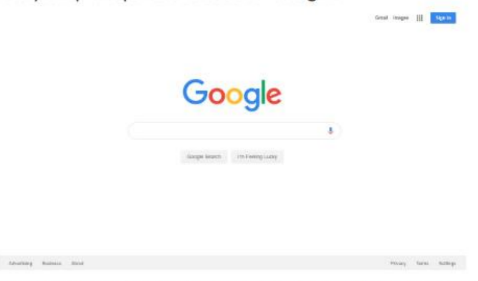 Gmail Images
Sign in
Google
Google Search I'm Feeling Lucky
Advertising Business About
Privacy Terms Settings